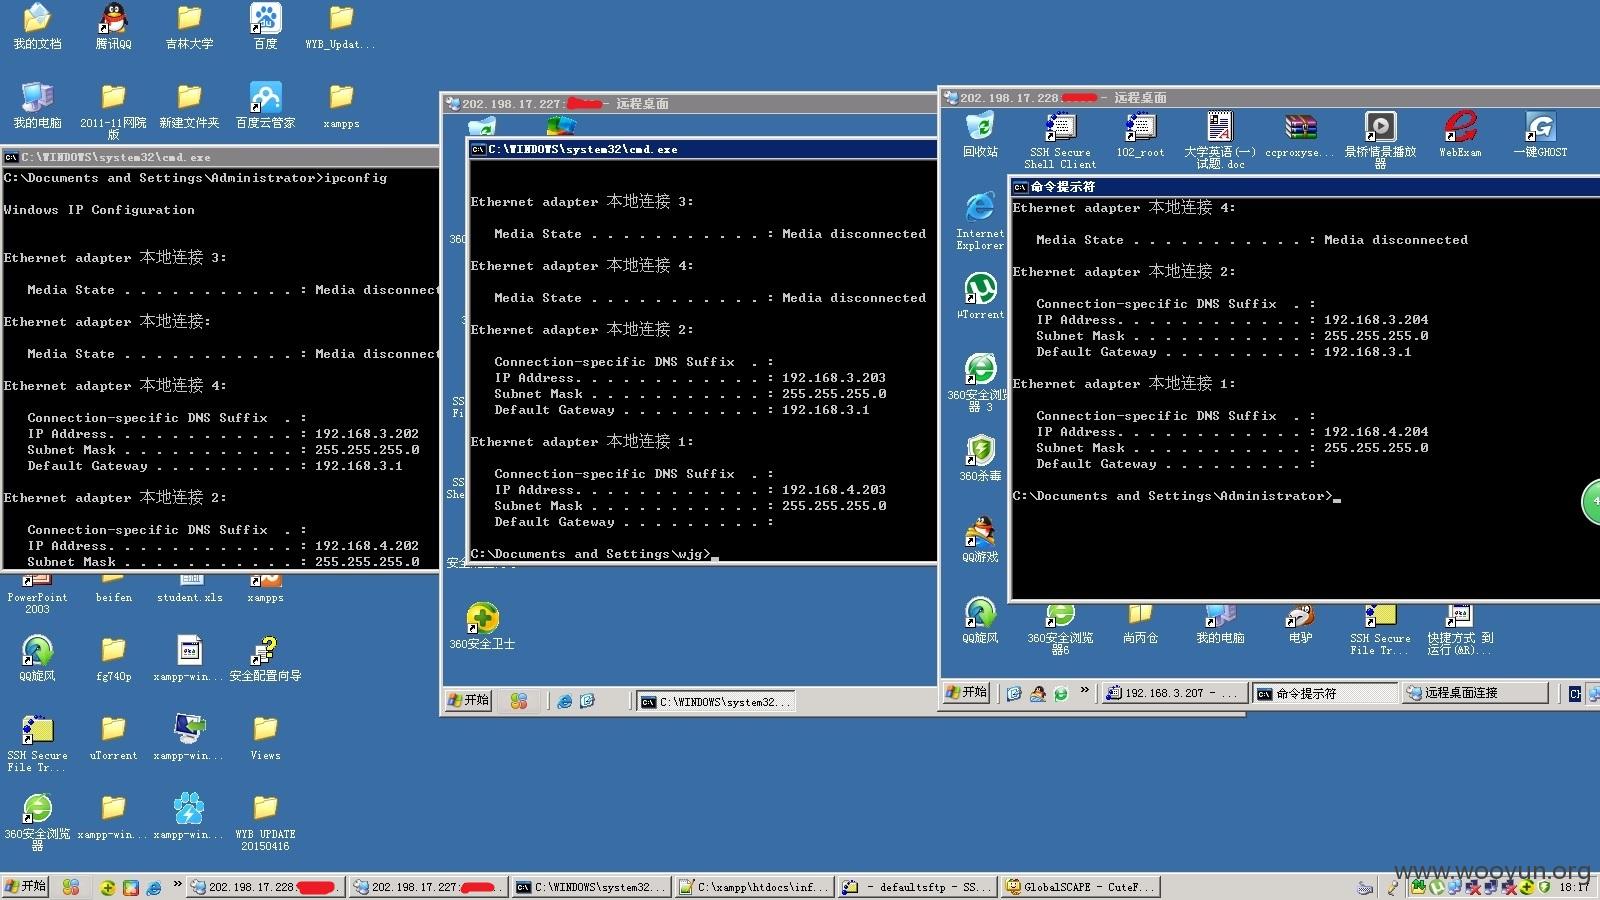 我的文档
腾讯QQ
吉林大学
百度
WYB_Updat...
我的电脑
2011-11网院版
新建文件夹
百度云管家
xampps
C:\WINDOWS\system32\cmd.exe
C:\Documents and Settings\Administrator>ipconfig
Windows IP Configuration
Ethernet adapter 本地连接 3:
Media State . . . . . . . . . . . : Media disconnect
Ethernet adapter 本地连接:
Media State . . . . . . . . . . . : Media disconnect
Ethernet adapter 本地连接 4:
Connection-specific DNS Suffix  . :
IP Address. . . . . . . . . . . . : 192.168.3.202
Subnet Mask . . . . . . . . . . . : 255.255.255.0
Default Gateway . . . . . . . . . : 192.168.3.1
Ethernet adapter 本地连接 2:
Connection-specific DNS Suffix  . :
IP Address. . . . . . . . . . . . : 192.168.4.202
Subnet Mask . . . . . . . . . . . : 255.255.255.0
PowerPoint 2003
beifen
student.xls
xampps
QQ旋风
fg740p
xampp-win...
安全配置向导
SSH Secure File Tr...
uTorrent
xampp-win...
Views
360安全浏览器
xampp-win...
xampp-win...
WYB UPDATE 20150416
202.198.17.227: - 远程桌面
C:\WINDOWS\system32\cmd.exe
Ethernet adapter 本地连接 3:
Media State . . . . . . . . . . . : Media disconnected
Ethernet adapter 本地连接 4:
Media State . . . . . . . . . . . : Media disconnected
Ethernet adapter 本地连接 2:
Connection-specific DNS Suffix  . :
IP Address. . . . . . . . . . . . : 192.168.3.203
Subnet Mask . . . . . . . . . . . : 255.255.255.0
Default Gateway . . . . . . . . . : 192.168.3.1
Ethernet adapter 本地连接 1:
Connection-specific DNS Suffix  . :
IP Address. . . . . . . . . . . . : 192.168.4.203
Subnet Mask . . . . . . . . . . . : 255.255.255.0
Default Gateway . . . . . . . . . :
C:\Documents and Settings\wjg>
360安全卫士
开始
C:\WINDOWS\system32...
202.198.17.228: - 远程桌面
回收站
SSH Secure Shell Client
102_root
大学英语(一)试题.doc
ccproxyse...
景桥情景播放器
WebExam
一键GHOST
Internet Explorer
µTorrent
360安全浏览器 3
360杀毒
QQ游戏
命令提示符
Ethernet adapter 本地连接 4:
Media State . . . . . . . . . . . : Media disconnected
Ethernet adapter 本地连接 2:
Connection-specific DNS Suffix  . :
IP Address. . . . . . . . . . . . : 192.168.3.204
Subnet Mask . . . . . . . . . . . : 255.255.255.0
Default Gateway . . . . . . . . . : 192.168.3.1
Ethernet adapter 本地连接 1:
Connection-specific DNS Suffix  . :
IP Address. . . . . . . . . . . . : 192.168.4.204
Subnet Mask . . . . . . . . . . . : 255.255.255.0
Default Gateway . . . . . . . . . :
C:\Documents and Settings\Administrator>
QQ旋风
360安全浏览器6
尚丙仓
我的电脑
电驴
SSH Secure File Tr...
快捷方式 到 运行(&R)...
开始
192.168.3.207 - ...
命令提示符
远程桌面连接
CH
开始
202.198.17.228:
202.198.17.227:
C:\WINDOWS\system32...
C:\xampp\htdocs\inf...
- defaultsftp - SS...
GlobalSCAPE - CuteF...
18:17
www.wooyun.org